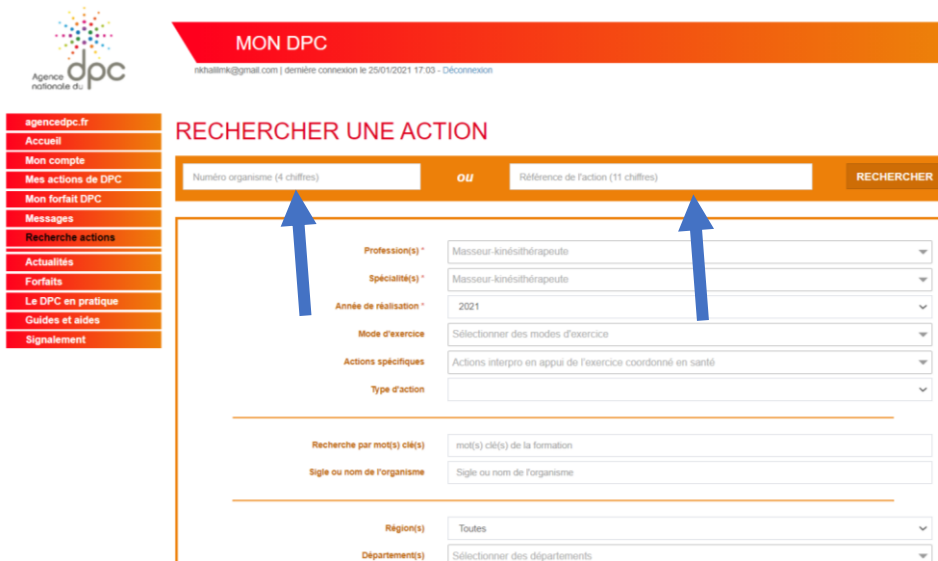 Agence
nationale du
dpc
MON DPC
nkhalilmk@gmail.com | dernière connexion le 25/01/2021 17:03 - Déconnexion
agencedpc.fr
Accueil
Mon compte
Mes actions de DPC
Mon forfait DPC
Messages
Recherche actions
Actualités
Forfaits
Le DPC en pratique
Guides et aides
Signalement
RECHERCHER UNE ACTION
Numéro organisme (4 chiffres) ou Référence de l'action (11 chiffres) RECHERCHER
Profession(s) * Masseur-kinésithérapeute
Spécialité(s) * Masseur-kinésithérapeute
Année de réalisation * 2021
Mode d'exercice Sélectionner des modes d'exercice
Actions spécifiques Actions interpro en appui de l'exercice coordonné en santé
Type d'action
Recherche par mot(s) clé(s) mot(s) clé(s) de la formation
Sigle ou nom de l'organisme Sigle ou nom de l'organisme
Région(s) Toutes
Département(s) Sélectionner des départements